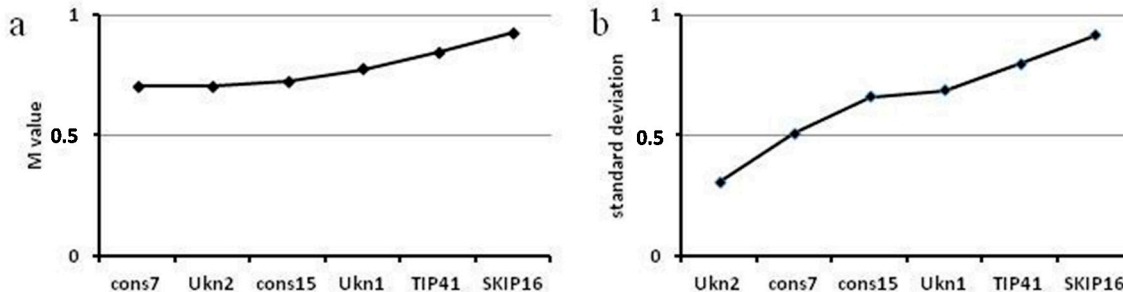 a
1
0.5
0
M value
cons7 Ukn2 cons15 Ukn1 TIP41 SKIP16
b
1
0.5
0
standard deviation
Ukn2 cons7 cons15 Ukn1 TIP41 SKIP16